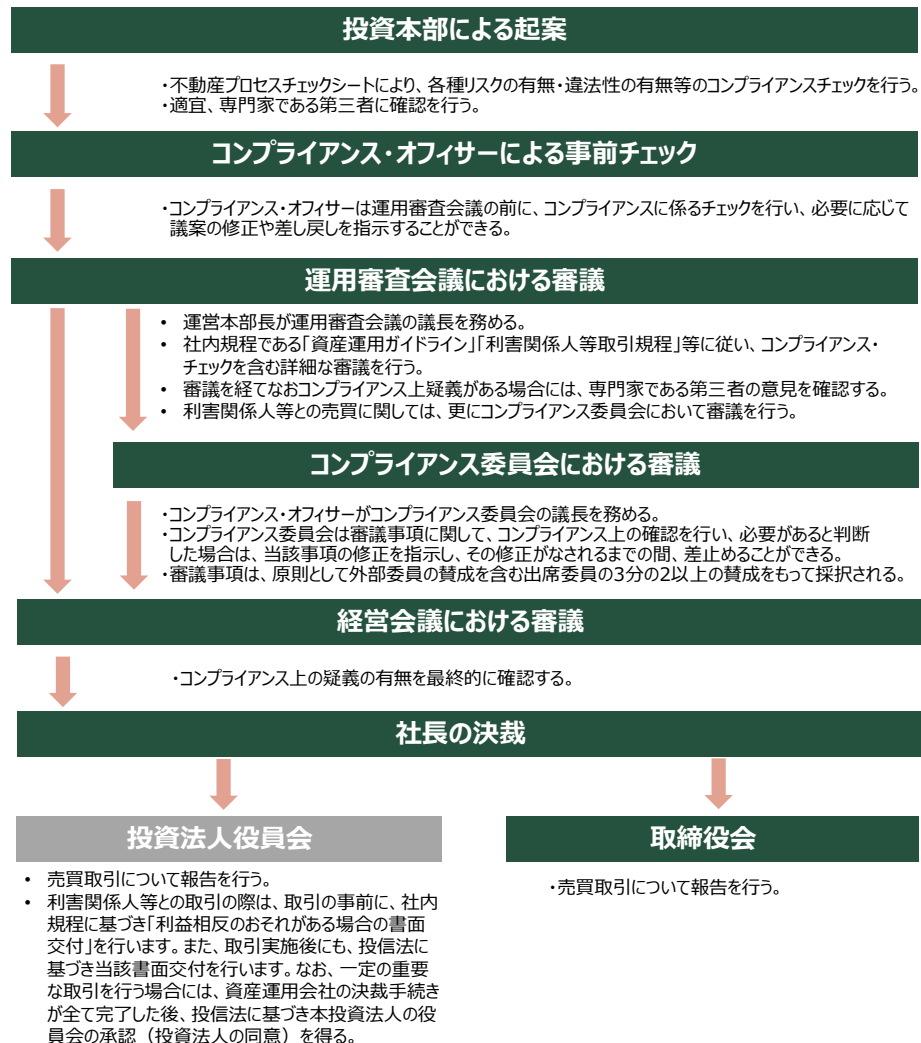 投資本部による起案
・不動産プロセスチェックシートにより、各種リスクの有無・違法性の有無等のコンプライアンスチェックを行う。
・適宜、専門家である第三者に確認を行う。
コンプライアンス・オフィサーによる事前チェック
・コンプライアンス・オフィサーは運用審査会議の前に、コンプライアンスに係るチェックを行い、必要に応じて
議案の修正や差し戻しを指示することができる。
運用審査会議における審議
• 運営本部長が運用審査会議の議長を務める。
• 社内規程である「資産運用ガイドライン」「利害関係人等取引規程」等に従い、コンプライアンス・
チェックを含む詳細な審議を行う。
• 審議を経てなおコンプライアンス上疑義がある場合には、専門家である第三者の意見を確認する。
• 利害関係人等との売買に関しては、更にコンプライアンス委員会において審議を行う。
コンプライアンス委員会における審議
・コンプライアンス・オフィサーがコンプライアンス委員会の議長を務める。
・コンプライアンス委員会は審議事項に関して、コンプライアンス上の確認を行い、必要があると判断
した場合は、当該事項の修正を指示し、その修正がなされるまでの間、差止めることができる。
・審議事項は、原則として外部委員の賛成を含む出席委員の3分の2以上の賛成をもって採択される。
経営会議における審議
・コンプライアンス上の疑義の有無を最終的に確認する。
社長の決裁
投資法人役員会
• 売買取引について報告を行う。
• 利害関係人等との取引の際は、取引の事前に、社内
規程に基づき「利益相反のおそれがある場合の書面
交付」を行います。また、取引実施後にも、投信法に
基づき当該書面交付を行います。なお、一定の重要
な取引を行う場合には、資産運用会社の決裁手続き
が全て完了した後、投信法に基づき本投資法人の役
員会の承認（投資法人の同意）を得る。
取締役会
・売買取引について報告を行う。